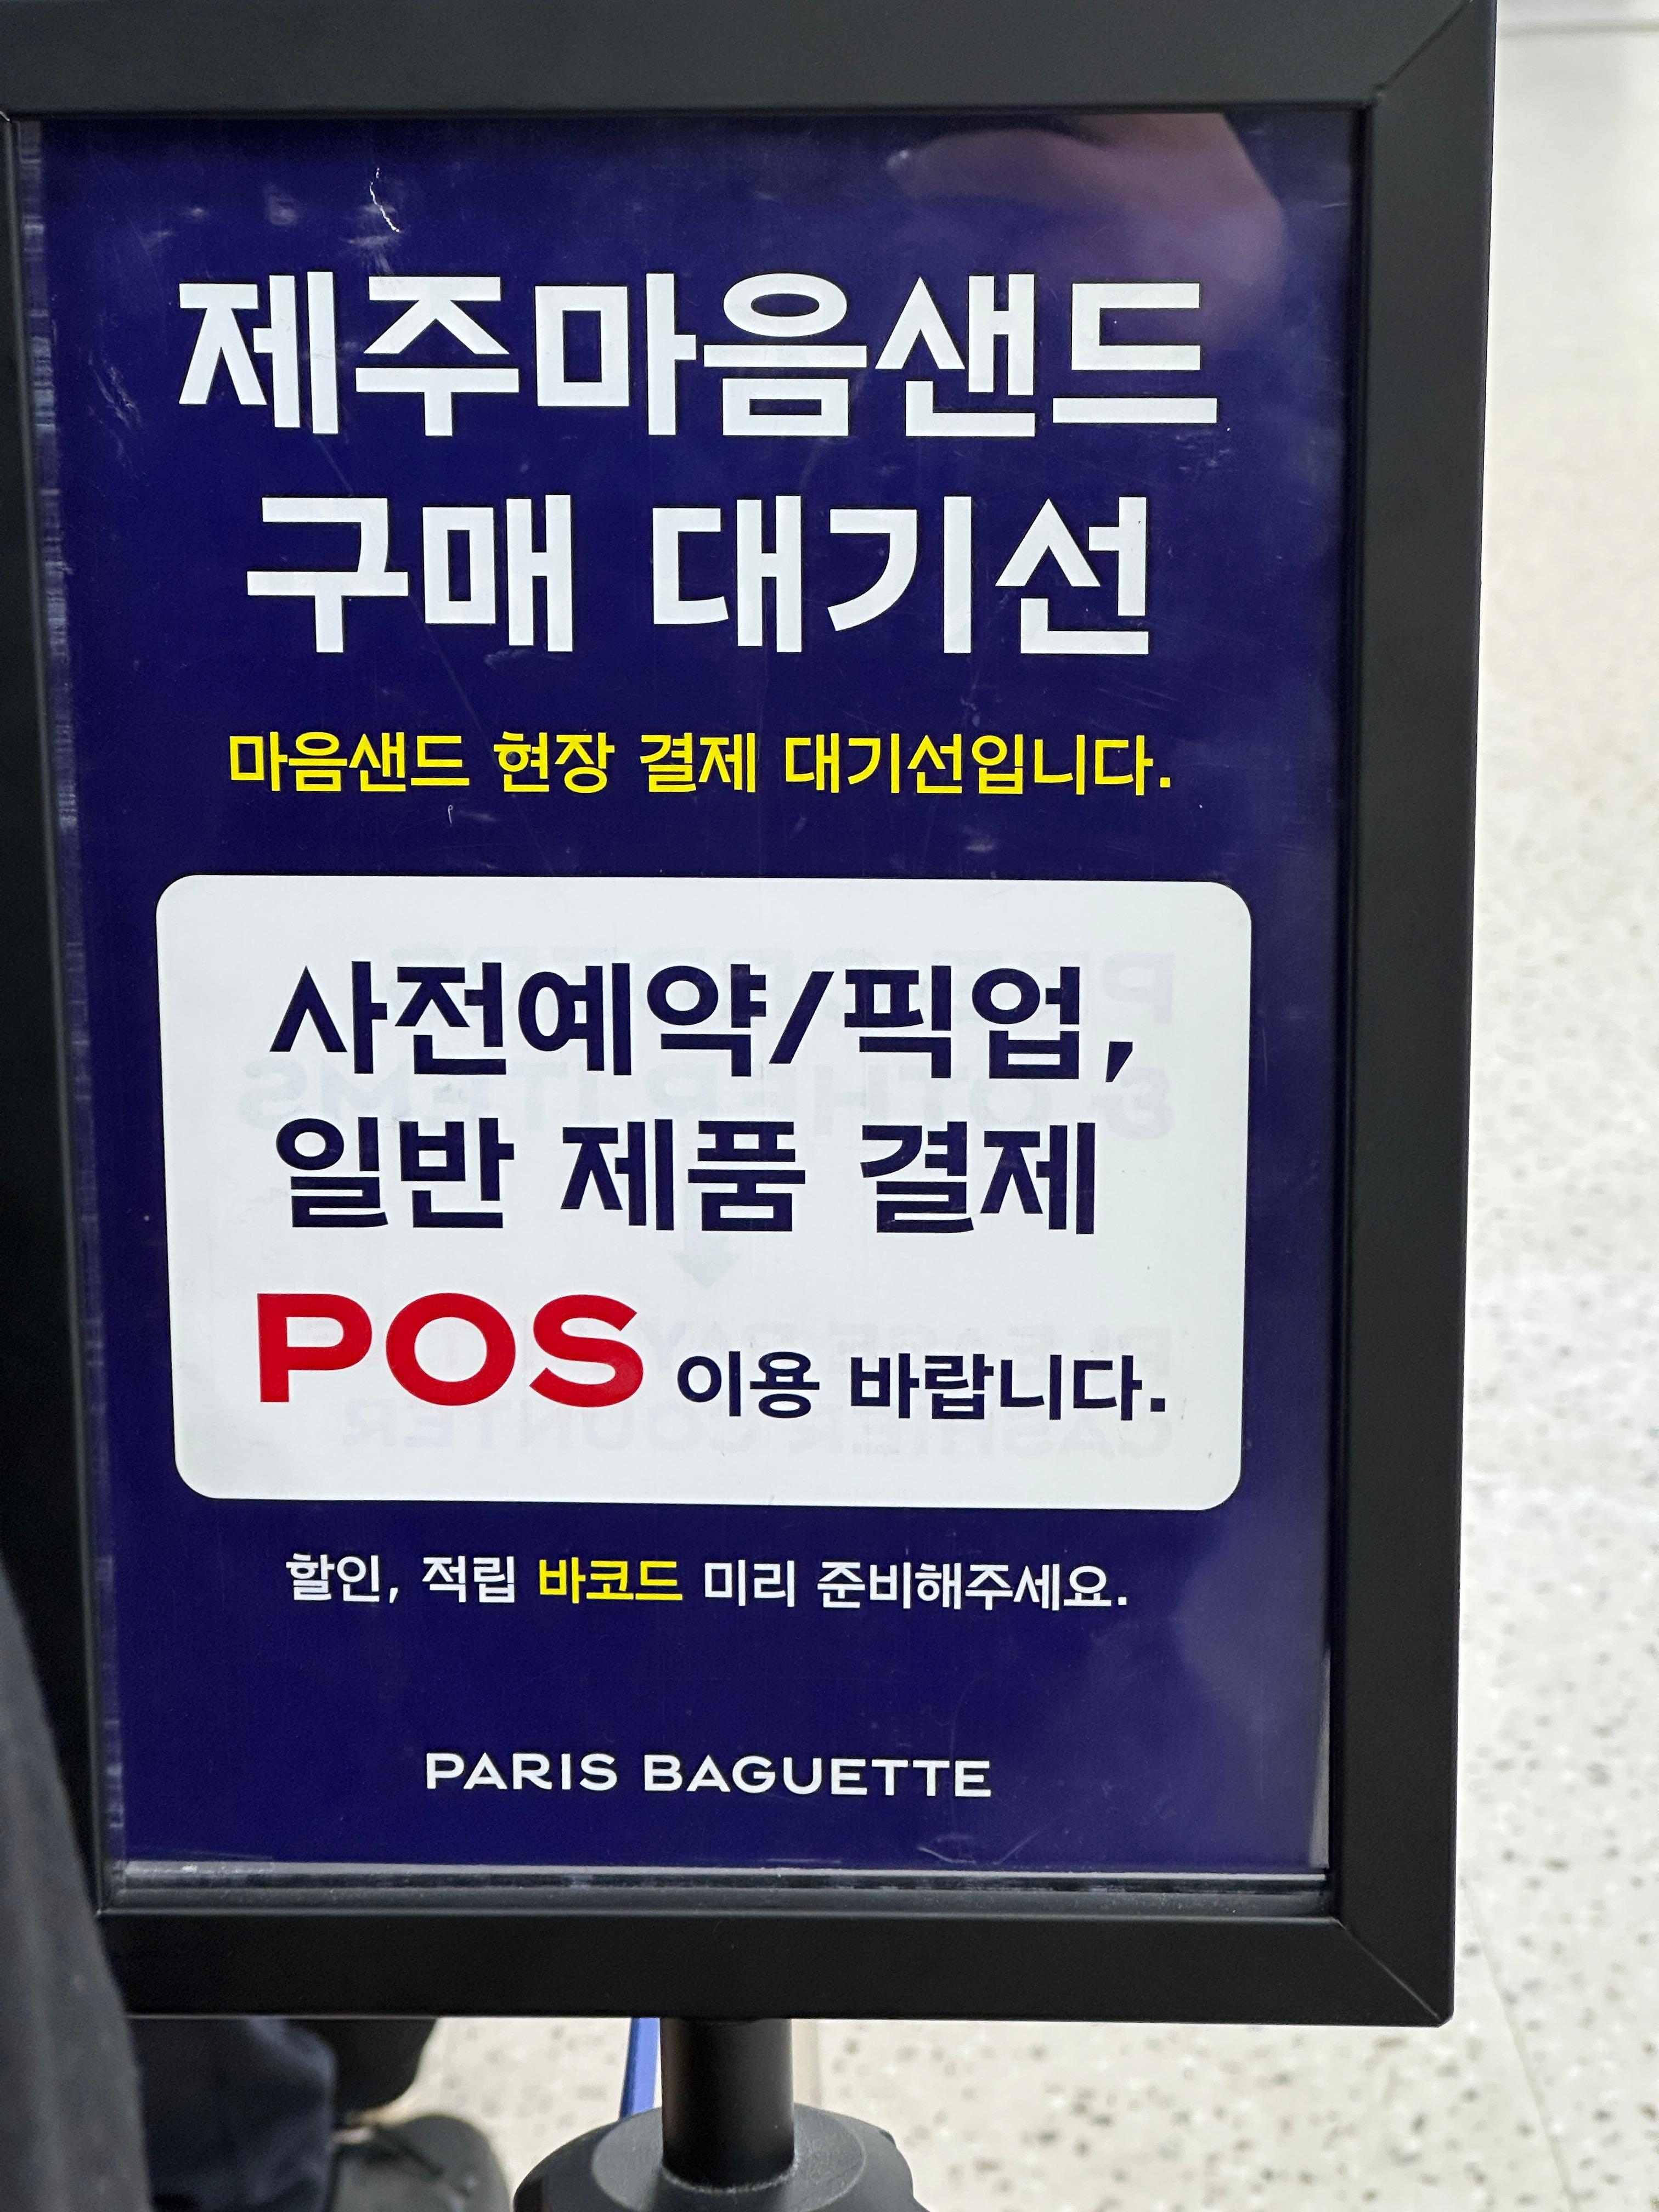 제주마음샌드
구매 대기선
마음샌드 현장 결제 대기선입니다.
사전예약/픽업,
일반 제품 결제
POS 이용 바랍니다.
할인, 적립 바코드 미리 준비해주세요.
PARIS BAGUETTE